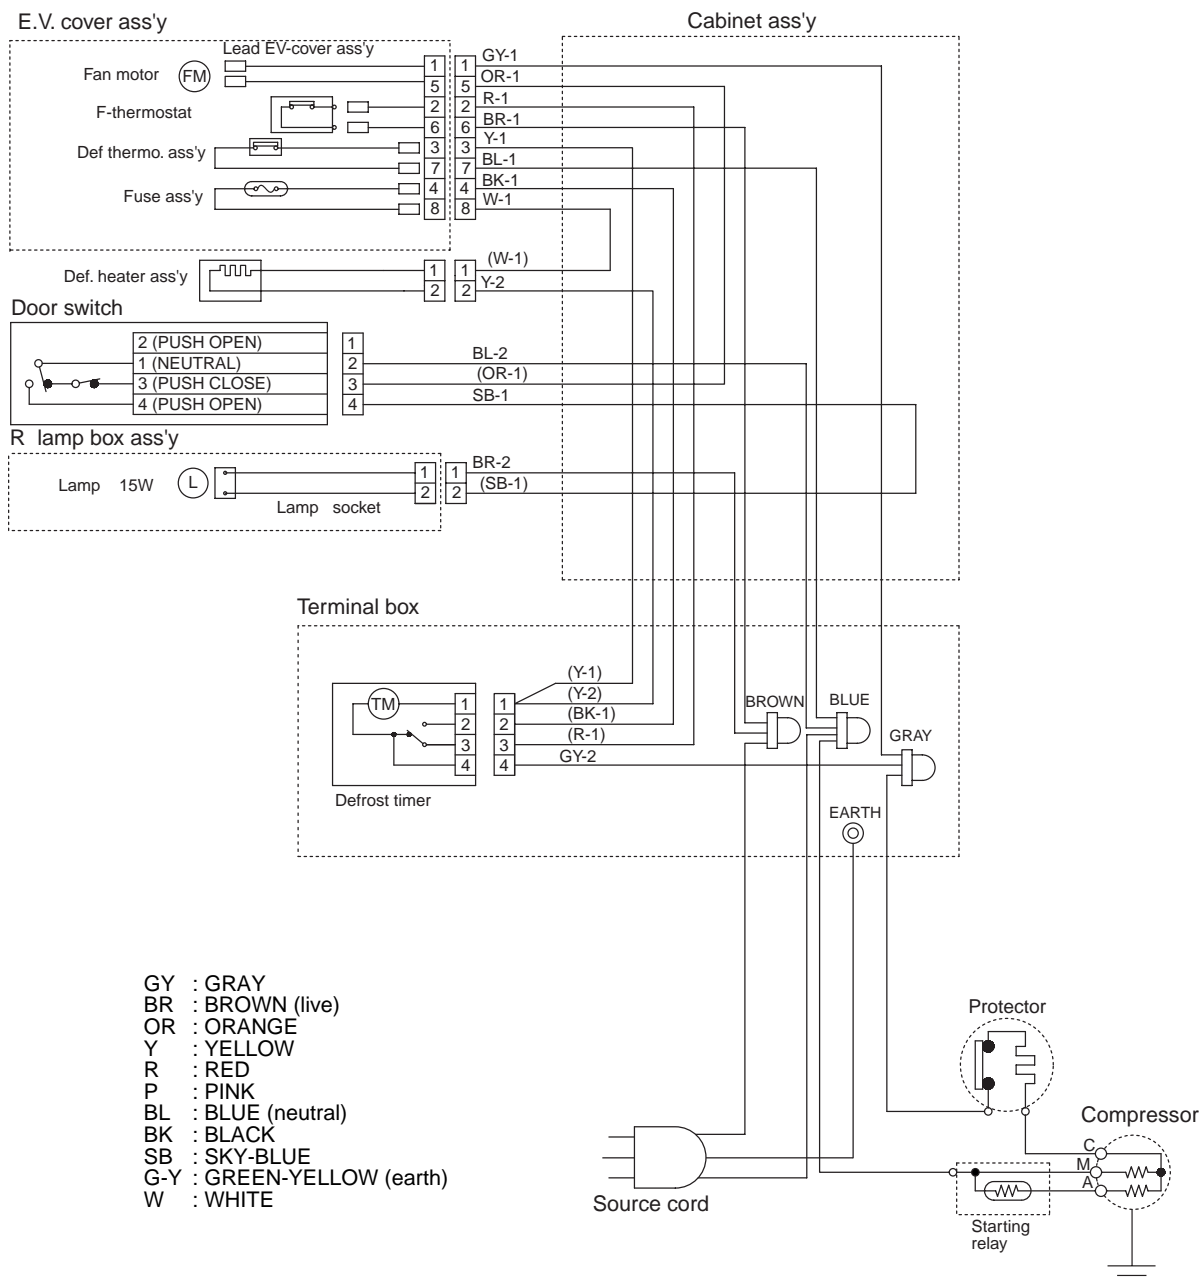 E.V. cover ass'y
Cabinet ass'y
Lead EV-cover ass'y
Fan motor FM
F-thermostat
Def thermo. ass'y
Fuse ass'y
1
5
2
6
3
7
4
8
1
5
2
6
3
7
4
8
GY-1
OR-1
R-1
BR-1
Y-1
BL-1
BK-1
W-1
Def. heater ass'y
1
2
1
2
(W-1)
Y-2
Door switch
2 (PUSH OPEN)
1 (NEUTRAL)
3 (PUSH CLOSE)
4 (PUSH OPEN)
1
2
3
4
BL-2
(OR-1)
SB-1
R lamp box ass'y
Lamp 15W L
Lamp socket
1
2
1
2
BR-2
(SB-1)
Terminal box
TM
1
2
3
4
1
2
3
4
(Y-1)
(Y-2)
(BK-1)
(R-1)
GY-2
Defrost timer
BROWN
BLUE
GRAY
EARTH
GY : GRAY
BR : BROWN (live)
OR : ORANGE
Y : YELLOW
R : RED
P : PINK
BL : BLUE (neutral)
BK : BLACK
SB : SKY-BLUE
G-Y : GREEN-YELLOW (earth)
W : WHITE
Source cord
Protector
Compressor
C
M
A
Starting
relay